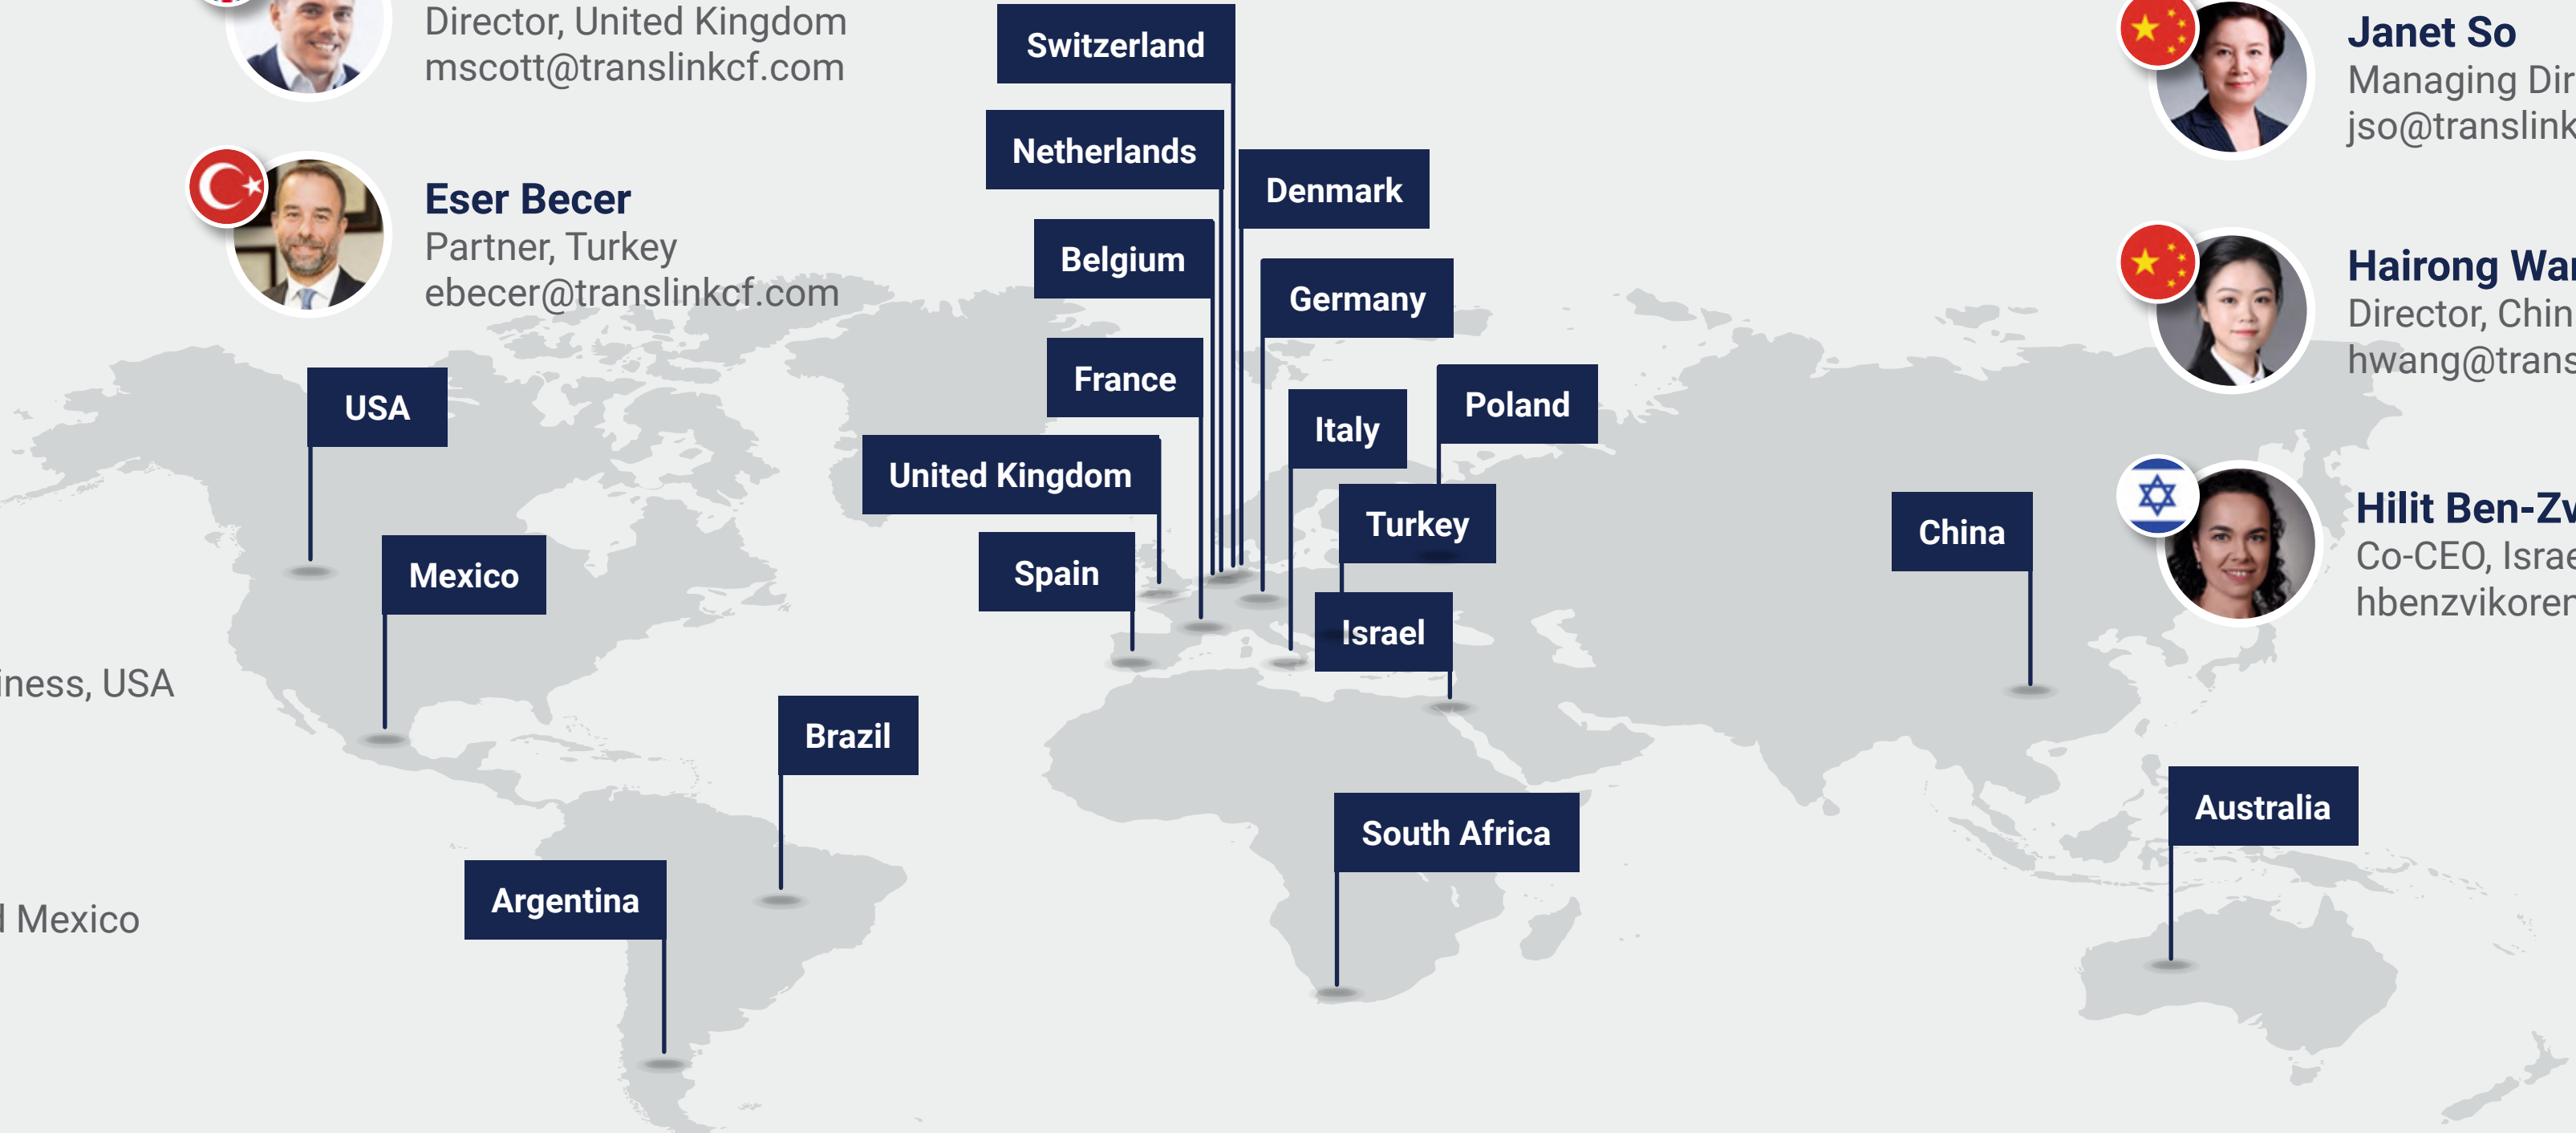 Director, United Kingdom
mscott@translinkcf.com
Eser Becer
Partner, Turkey
ebecer@translinkcf.com
Switzerland
Netherlands
Denmark
Belgium
Germany
France
Poland
Italy
United Kingdom
Turkey
Spain
Israel
USA
Mexico
Brazil
Argentina
South Africa
China
Australia
Janet So
Managing Dir
jso@translink
Hairong Wan
Director, Chin
hwang@trans
Hilit Ben-Zv
Co-CEO, Israe
hbenzvikoren
iness, USA
d Mexico